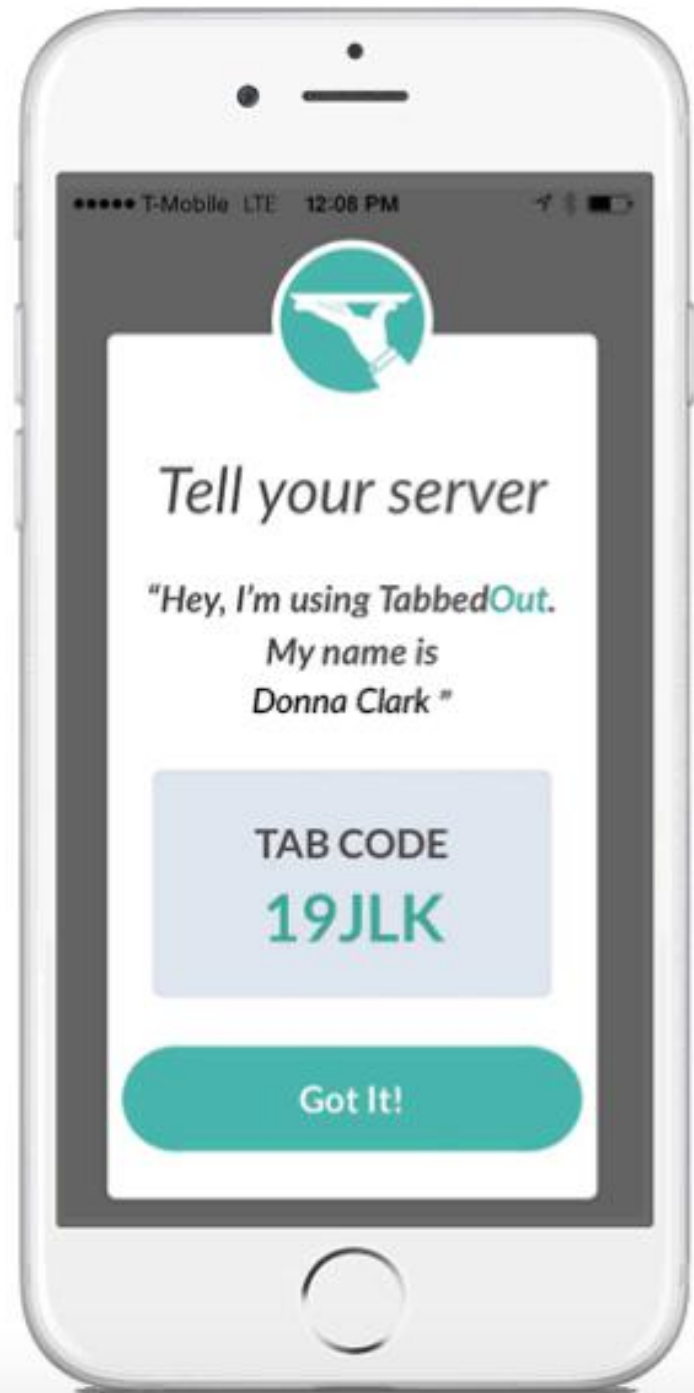 T-Mobile LTE 12:08 PM
Tell your server
“Hey, I’m using TabbedOut.
My name is
Donna Clark ”
TAB CODE
19JLK
Got It!